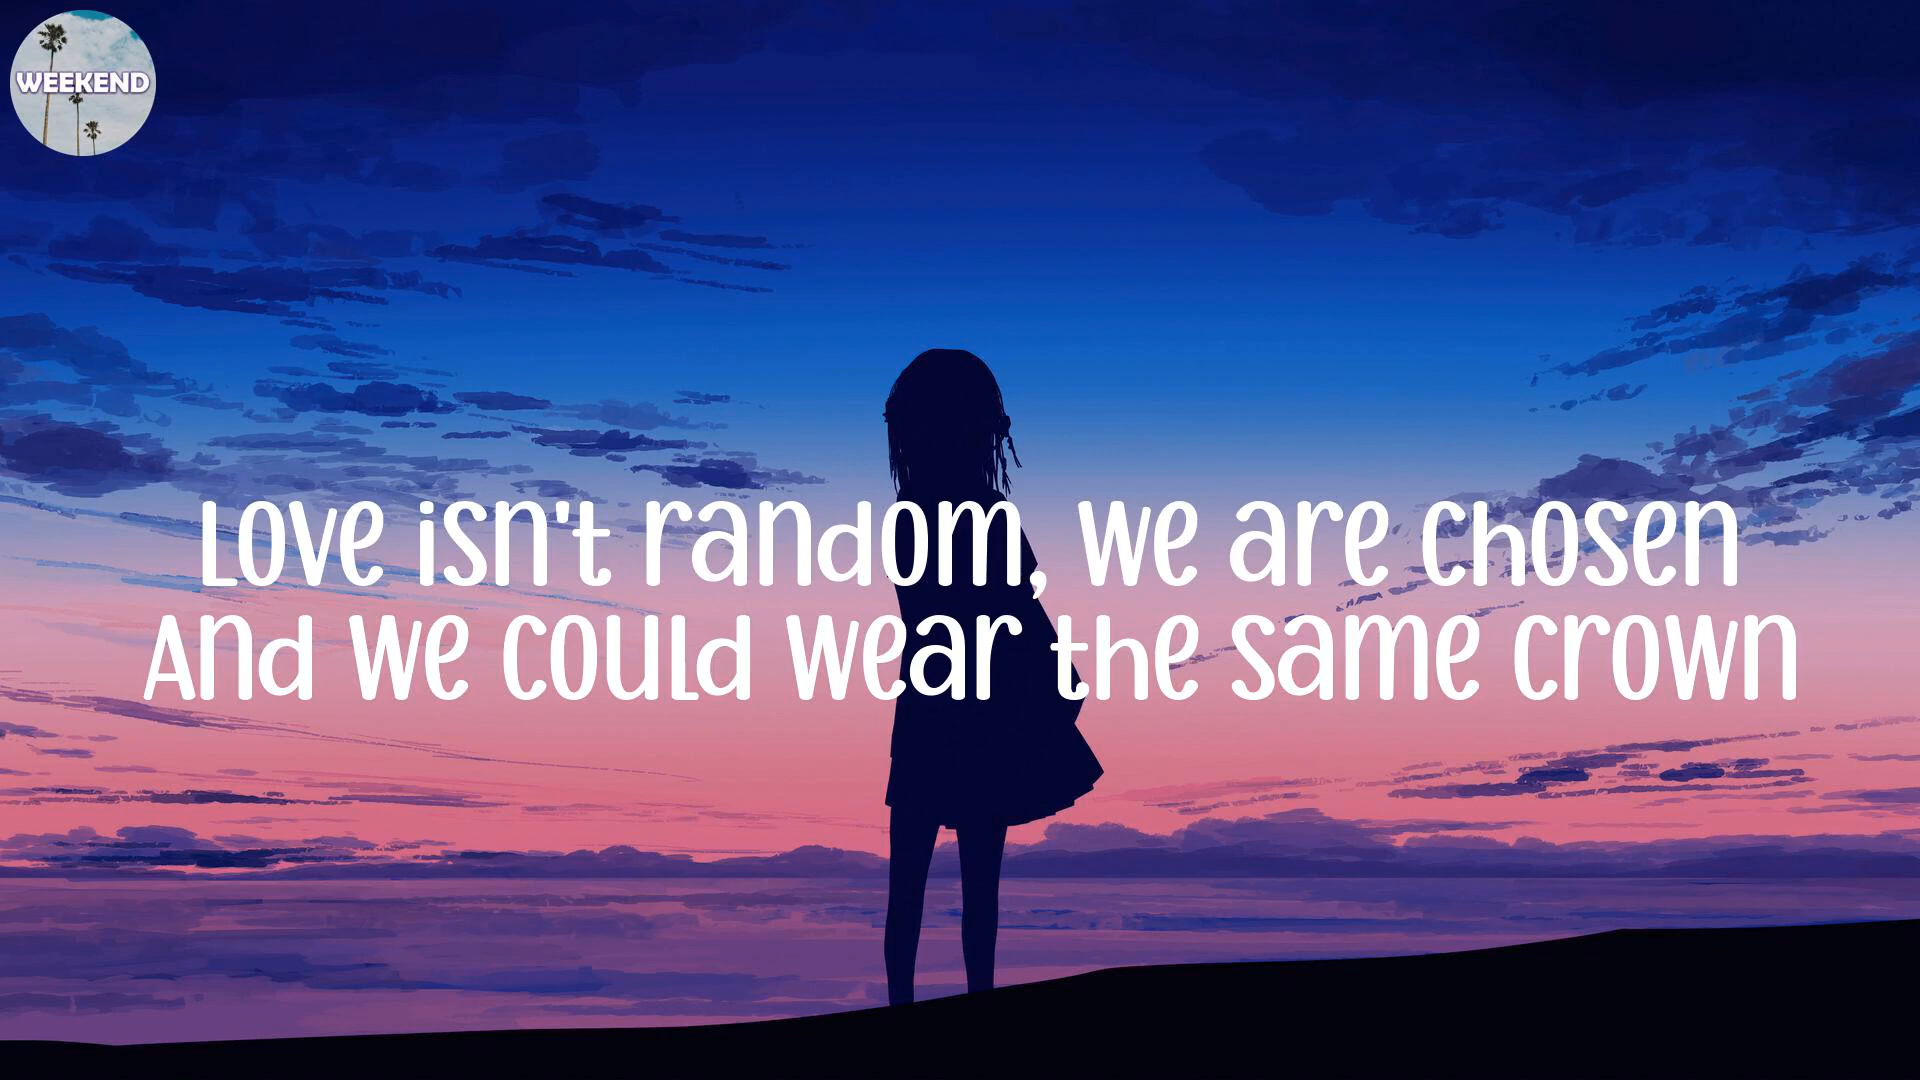 WEEKEND
Love isn't random, we are chosen
And we could wear the same crown